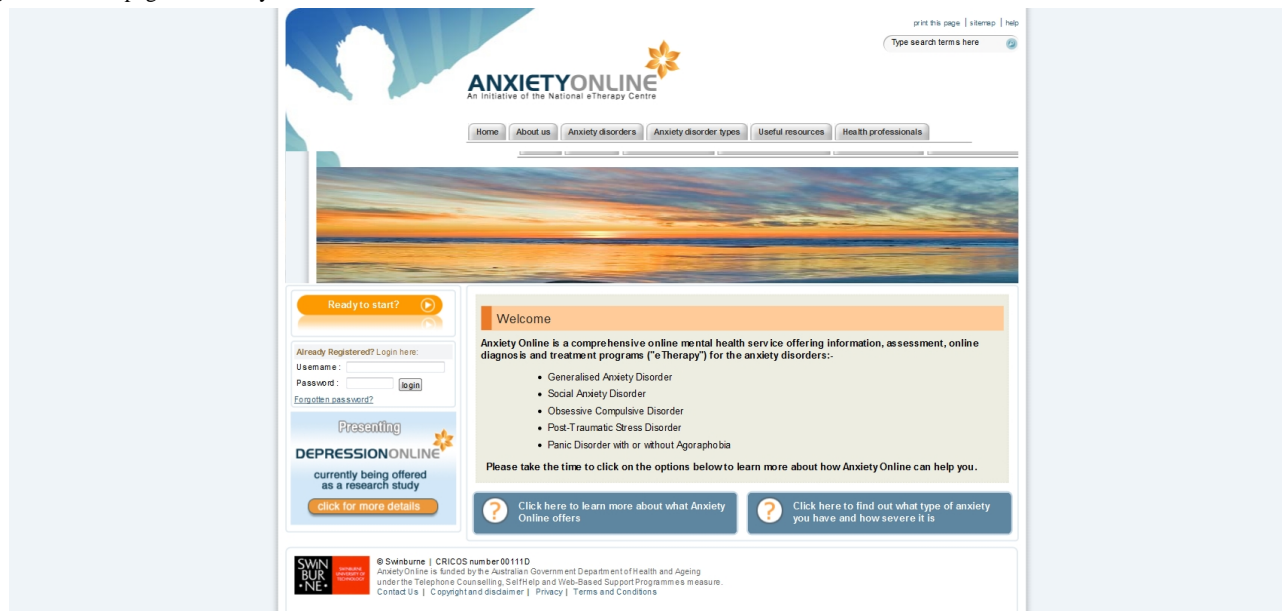 print this page | sitemap | help
Type search terms here
ANXIETYONLINE
An Initiative of the National eTherapy Centre
Home
About us
Anxiety disorders
Anxiety disorder types
Useful resources
Health professionals
Ready to start?
Already Registered? Login here:
Username :
Password :
login
Forgotten password?
Presenting
DEPRESSIONONLINE
currently being offered
as a research study
click for more details
Welcome
Anxiety Online is a comprehensive online mental health service offering information, assessment, online
diagnosis and treatment programs ("eTherapy") for the anxiety disorders:-
• Generalised Anxiety Disorder
• Social Anxiety Disorder
• Obsessive Compulsive Disorder
• Post-Traumatic Stress Disorder
• Panic Disorder with or without Agoraphobia
Please take the time to click on the options below to learn more about how Anxiety Online can help you.
? Click here to learn more about what Anxiety
Online offers
? Click here to find out what type of anxiety
you have and how severe it is
SWIN
BUR
• NE •
SWINBURNE
UNIVERSITY OF
TECHNOLOGY
© Swinburne | CRICOS number 00111D
Anxiety Online is funded by the Australian Government Department of Health and Ageing
under the Telephone Counselling, Self Help and Web-Based Support Programmes measure.
Contact Us | Copyright and disclaimer | Privacy | Terms and Conditions